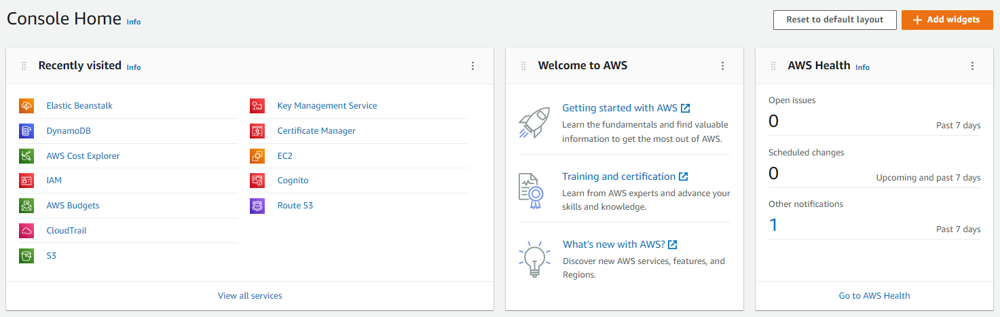 Console Home Info
Reset to default layout
Add widgets
Recently visited Info
Elastic Beanstalk
DynamoDB
AWS Cost Explorer
IAM
AWS Budgets
CloudTrail
S3
Key Management Service
Certificate Manager
EC2
Cognito
Route 53
View all services
Welcome to AWS
Getting started with AWS
Learn the fundamentals and find valuable
information to get the most out of AWS.
Training and certification
Learn from AWS experts and advance your
skills and knowledge.
What's new with AWS?
Discover new AWS services, features, and
Regions.
AWS Health Info
Open issues
0 Past 7 days
Scheduled changes
0 Upcoming and past 7 days
Other notifications
1 Past 7 days
Go to AWS Health